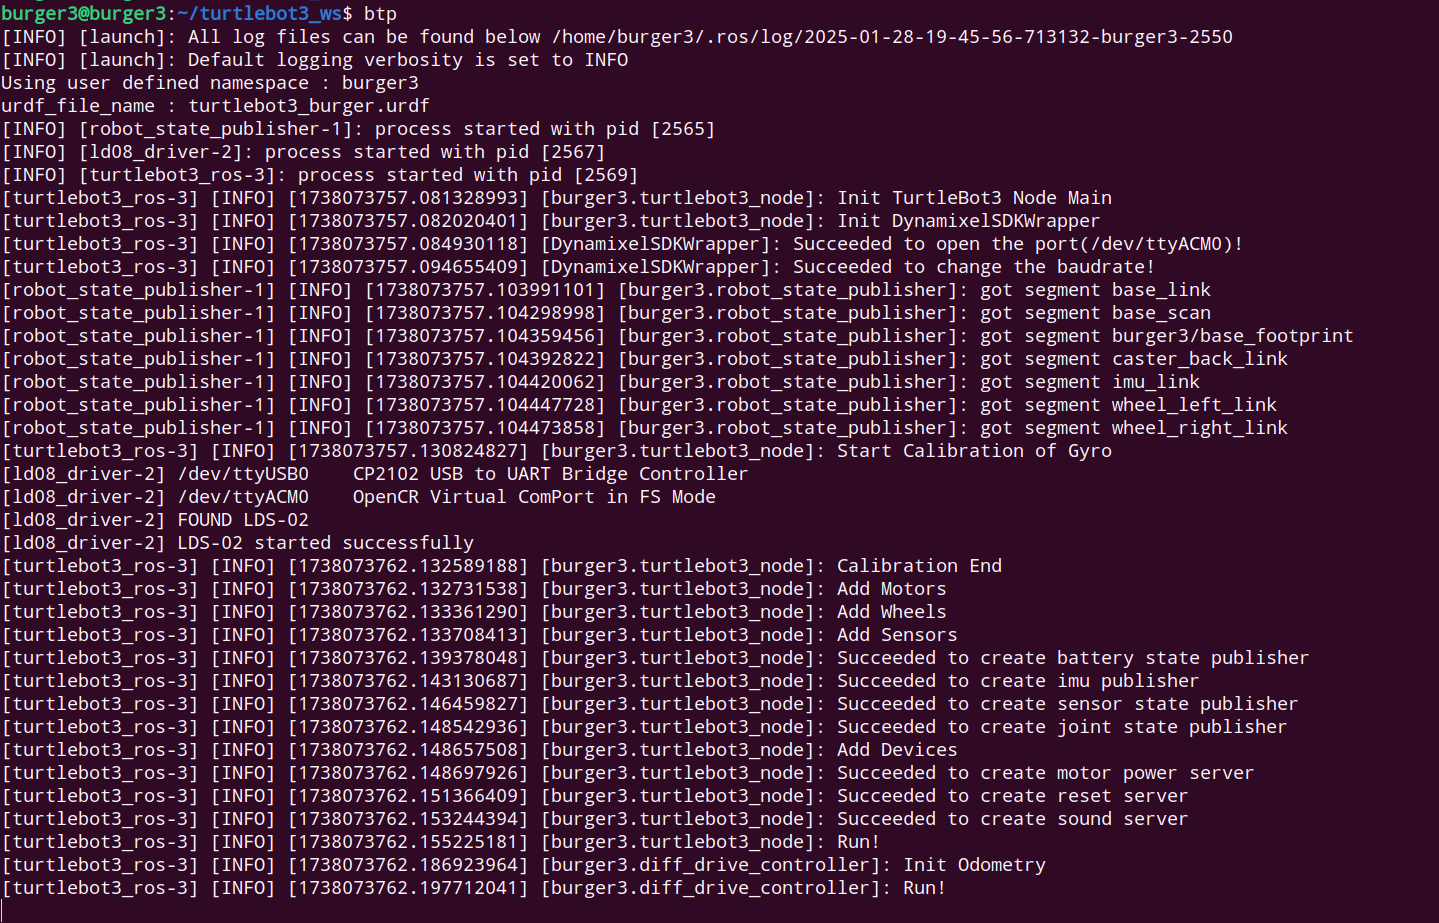 burger3@burger3:~/turtlebot3_ws$ btp
[INFO] [launch]: All log files can be found below /home/burger3/.ros/log/2025-01-28-19-45-56-713132-burger3-2550
[INFO] [launch]: Default logging verbosity is set to INFO
Using user defined namespace : burger3
urdf_file_name : turtlebot3_burger.urdf
[INFO] [robot_state_publisher-1]: process started with pid [2565]
[INFO] [ld08_driver-2]: process started with pid [2567]
[INFO] [turtlebot3_ros-3]: process started with pid [2569]
[turtlebot3_ros-3] [INFO] [1738073757.081328993] [burger3.turtlebot3_node]: Init TurtleBot3 Node Main
[turtlebot3_ros-3] [INFO] [1738073757.082020401] [burger3.turtlebot3_node]: Init DynamixelSDKWrapper
[turtlebot3_ros-3] [INFO] [1738073757.084930118] [DynamixelSDKWrapper]: Succeeded to open the port(/dev/ttyACM0)!
[turtlebot3_ros-3] [INFO] [1738073757.094655409] [DynamixelSDKWrapper]: Succeeded to change the baudrate!
[robot_state_publisher-1] [INFO] [1738073757.103991101] [burger3.robot_state_publisher]: got segment base_link
[robot_state_publisher-1] [INFO] [1738073757.104298998] [burger3.robot_state_publisher]: got segment base_scan
[robot_state_publisher-1] [INFO] [1738073757.104359456] [burger3.robot_state_publisher]: got segment burger3/base_footprint
[robot_state_publisher-1] [INFO] [1738073757.104392822] [burger3.robot_state_publisher]: got segment caster_back_link
[robot_state_publisher-1] [INFO] [1738073757.104420062] [burger3.robot_state_publisher]: got segment imu_link
[robot_state_publisher-1] [INFO] [1738073757.104447728] [burger3.robot_state_publisher]: got segment wheel_left_link
[robot_state_publisher-1] [INFO] [1738073757.104473858] [burger3.robot_state_publisher]: got segment wheel_right_link
[turtlebot3_ros-3] [INFO] [1738073757.130824827] [burger3.turtlebot3_node]: Start Calibration of Gyro
[ld08_driver-2] /dev/ttyUSB0    CP2102 USB to UART Bridge Controller
[ld08_driver-2] /dev/ttyACM0    OpenCR Virtual ComPort in FS Mode
[ld08_driver-2] FOUND LDS-02
[ld08_driver-2] LDS-02 started successfully
[turtlebot3_ros-3] [INFO] [1738073762.132589188] [burger3.turtlebot3_node]: Calibration End
[turtlebot3_ros-3] [INFO] [1738073762.132731538] [burger3.turtlebot3_node]: Add Motors
[turtlebot3_ros-3] [INFO] [1738073762.133361290] [burger3.turtlebot3_node]: Add Wheels
[turtlebot3_ros-3] [INFO] [1738073762.133708413] [burger3.turtlebot3_node]: Add Sensors
[turtlebot3_ros-3] [INFO] [1738073762.139378048] [burger3.turtlebot3_node]: Succeeded to create battery state publisher
[turtlebot3_ros-3] [INFO] [1738073762.143130687] [burger3.turtlebot3_node]: Succeeded to create imu publisher
[turtlebot3_ros-3] [INFO] [1738073762.146459827] [burger3.turtlebot3_node]: Succeeded to create sensor state publisher
[turtlebot3_ros-3] [INFO] [1738073762.148542936] [burger3.turtlebot3_node]: Succeeded to create joint state publisher
[turtlebot3_ros-3] [INFO] [1738073762.148657508] [burger3.turtlebot3_node]: Add Devices
[turtlebot3_ros-3] [INFO] [1738073762.148697926] [burger3.turtlebot3_node]: Succeeded to create motor power server
[turtlebot3_ros-3] [INFO] [1738073762.151366409] [burger3.turtlebot3_node]: Succeeded to create reset server
[turtlebot3_ros-3] [INFO] [1738073762.153244394] [burger3.turtlebot3_node]: Succeeded to create sound server
[turtlebot3_ros-3] [INFO] [1738073762.155225181] [burger3.turtlebot3_node]: Run!
[turtlebot3_ros-3] [INFO] [1738073762.186923964] [burger3.diff_drive_controller]: Init Odometry
[turtlebot3_ros-3] [INFO] [1738073762.197712041] [burger3.diff_drive_controller]: Run!